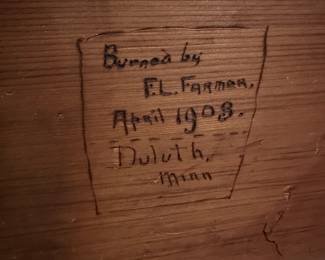 Burned by
F.L. Farmer.
April 1908.
Duluth,
Minn